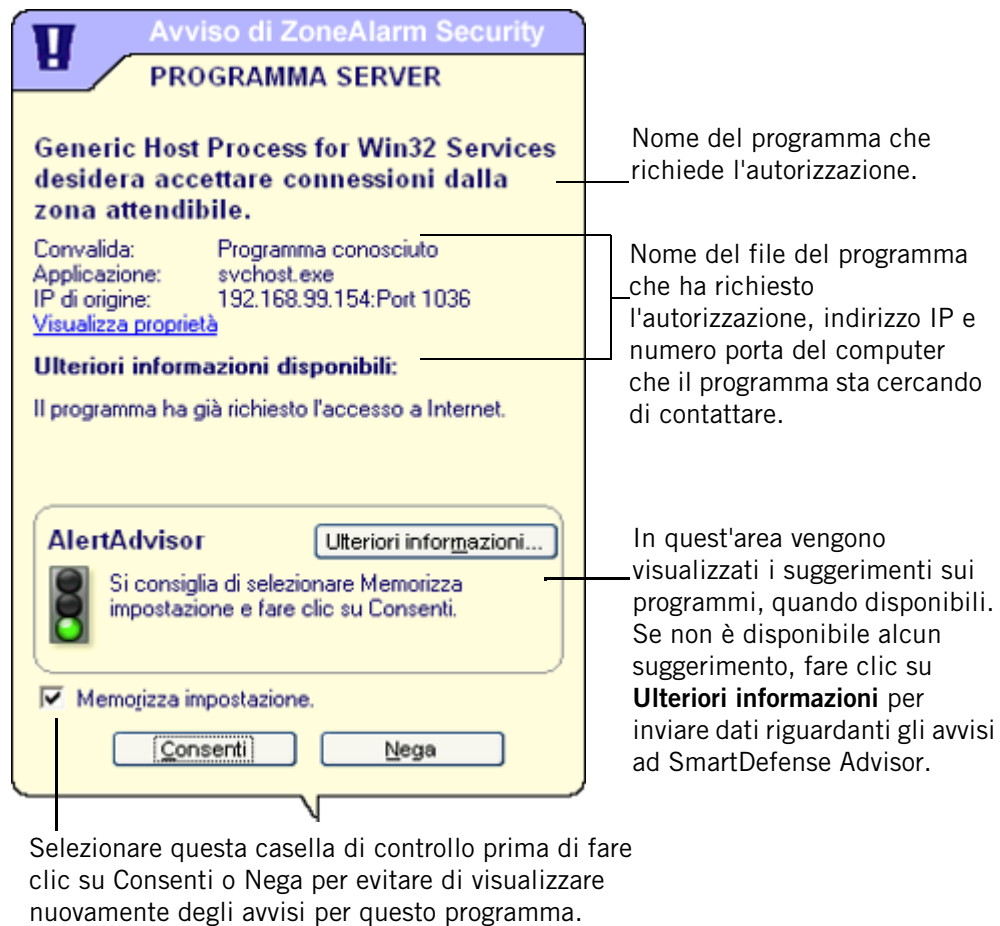 Avviso di ZoneAlarm Security
PROGRAMMA SERVER
Generic Host Process for Win32 Services
desidera accettare connessioni dalla
zona attendibile.
Convalida: Programma conosciuto
Applicazione: svchost.exe
IP di origine: 192.168.99.154:Port 1036
Visualizza proprietà
Ulteriori informazioni disponibili:
Il programma ha già richiesto l'accesso a Internet.
AlertAdvisor
Ulteriori informazioni...
Si consiglia di selezionare Memorizza
impostazione e fare clic su Consenti.
Memorizza impostazione.
Consenti Nega
Nome del programma che
richiede l'autorizzazione.
Nome del file del programma
che ha richiesto
l'autorizzazione, indirizzo IP e
numero porta del computer
che il programma sta cercando
di contattare.
In quest'area vengono
visualizzati i suggerimenti sui
programmi, quando disponibili.
Se non è disponibile alcun
suggerimento, fare clic su
Ulteriori informazioni per
inviare dati riguardanti gli avvisi
ad SmartDefense Advisor.
Selezionare questa casella di controllo prima di fare
clic su Consenti o Nega per evitare di visualizzare
nuovamente degli avvisi per questo programma.